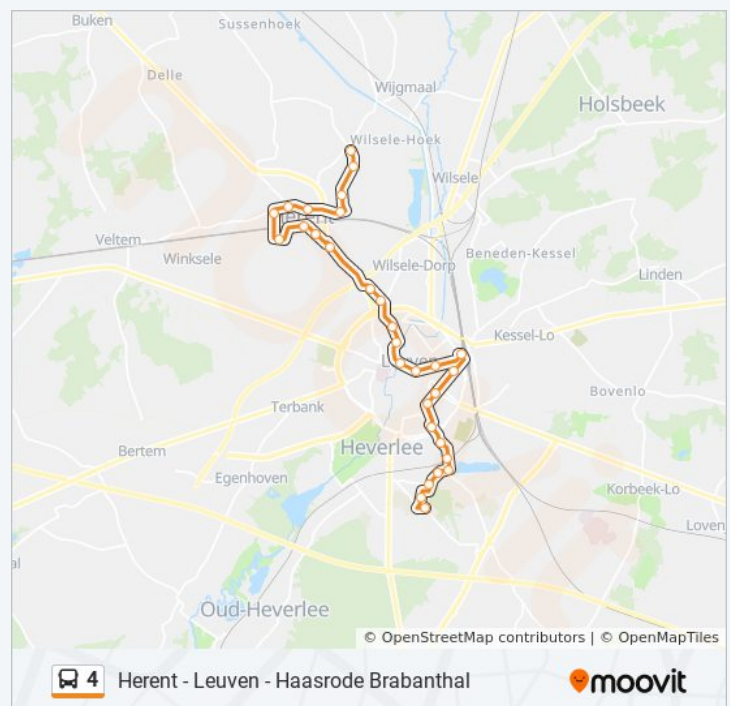 Buken
Sussenhoek
Delle
Wijgmaal
Holsbeek
Wilsele-Hoek
Wilsele
Herent
Veltem
Winksele
Beneden-Kessel
Wilsele-Dorp
Linden
Kessel-Lo
Leuven
Bovenlo
Terbank
Heverlee
Bertem
Egenhoven
Korbeek-Lo
Loven
al
Oud-Heverlee
© OpenStreetMap contributors | © OpenMapTiles
4 Herent - Leuven - Haasrode Brabanthal
moovit